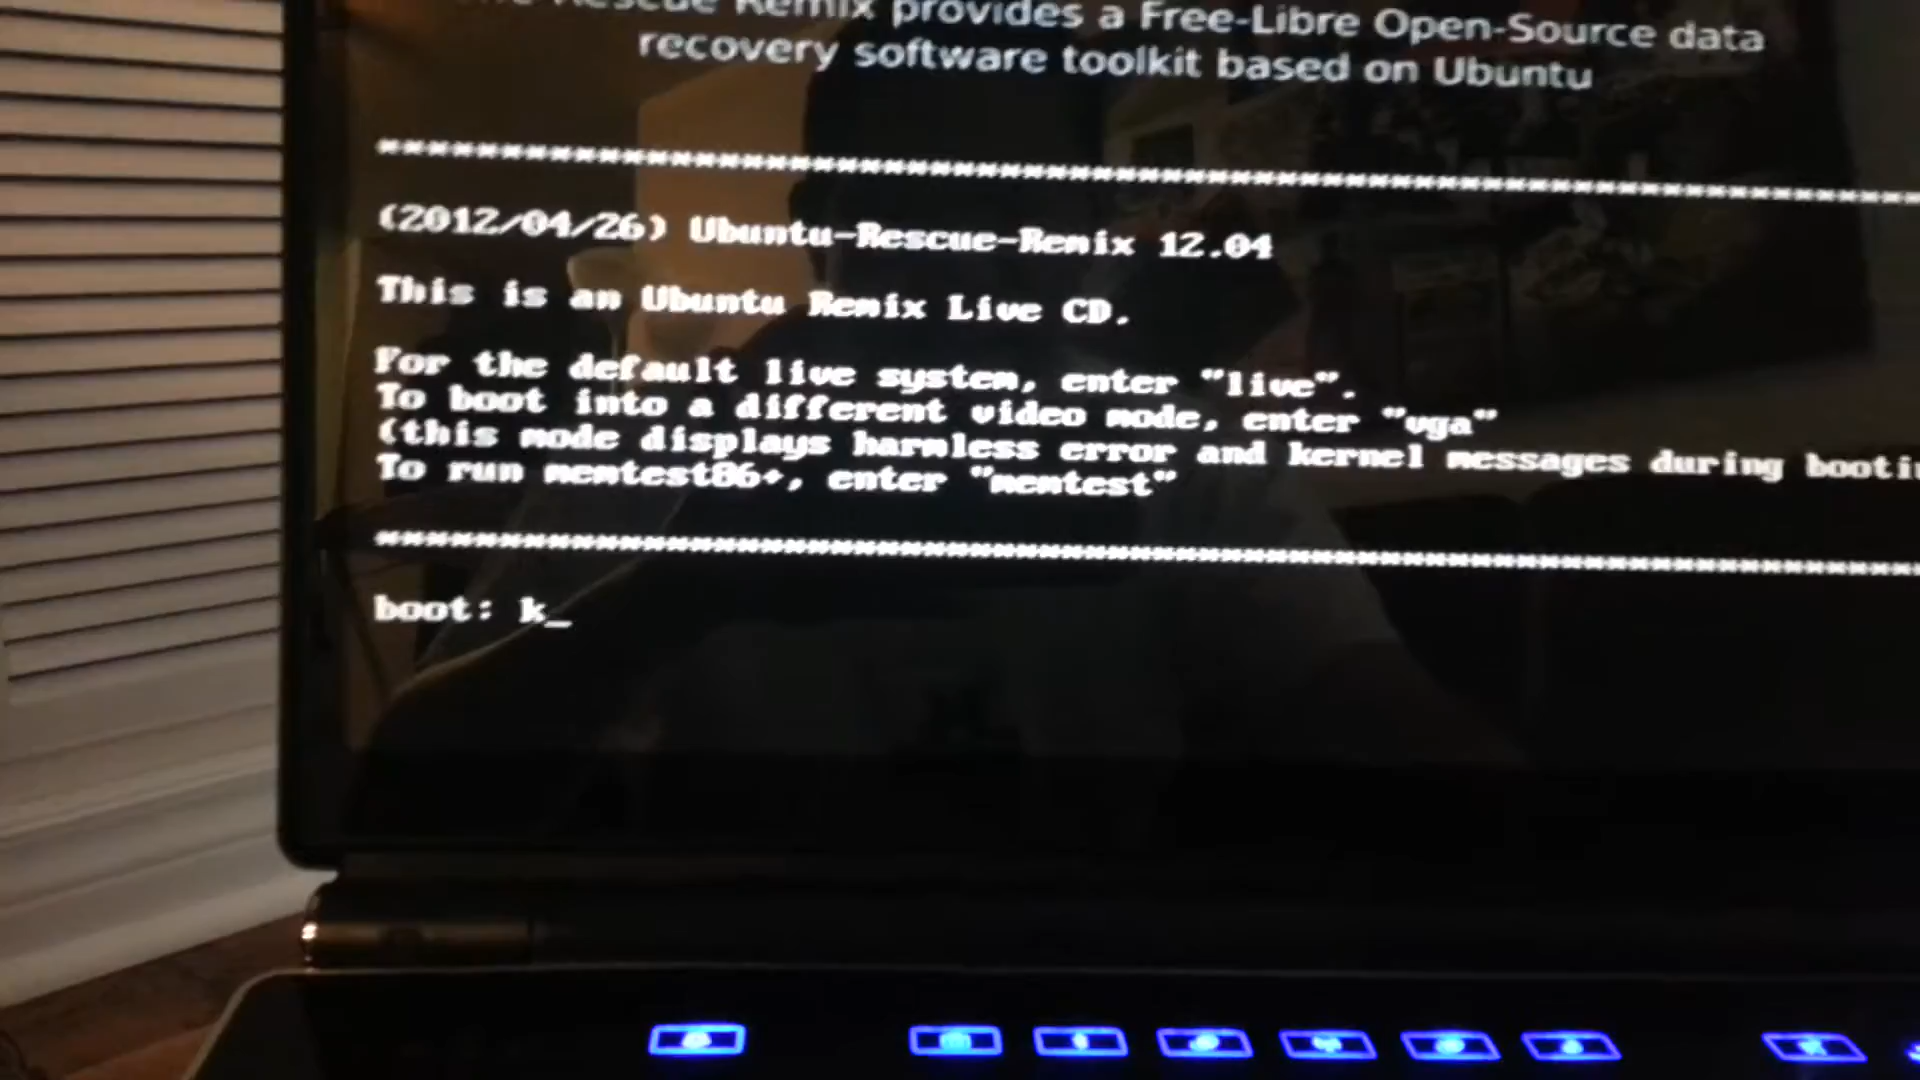 Rescue Remix provides a Free-Libre Open-Source data
recovery software toolkit based on Ubuntu
(2012/04/26) Ubuntu-Rescue-Remix 12.04
This is an Ubuntu Remix Live CD.
For the default live system, enter "live".
To boot into a different video mode, enter "vga"
(this mode displays harmless error and kernel messages during
To run memtest86+, enter "memtest"
boot: k_